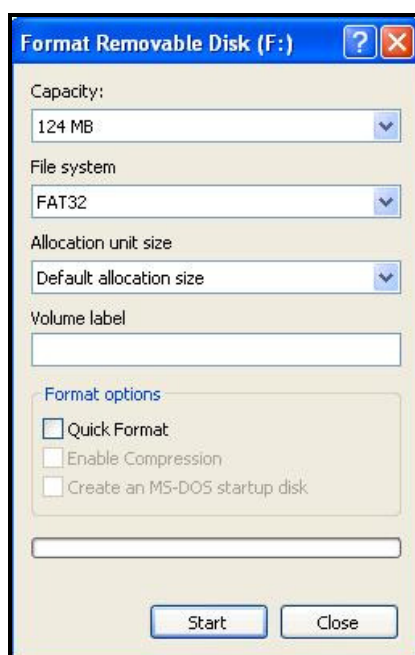 Format Removable Disk (F:)
Capacity:
124 MB
File system
FAT32
Allocation unit size
Default allocation size
Volume label
Format options
Quick Format
Enable Compression
Create an MS-DOS startup disk
Start
Close